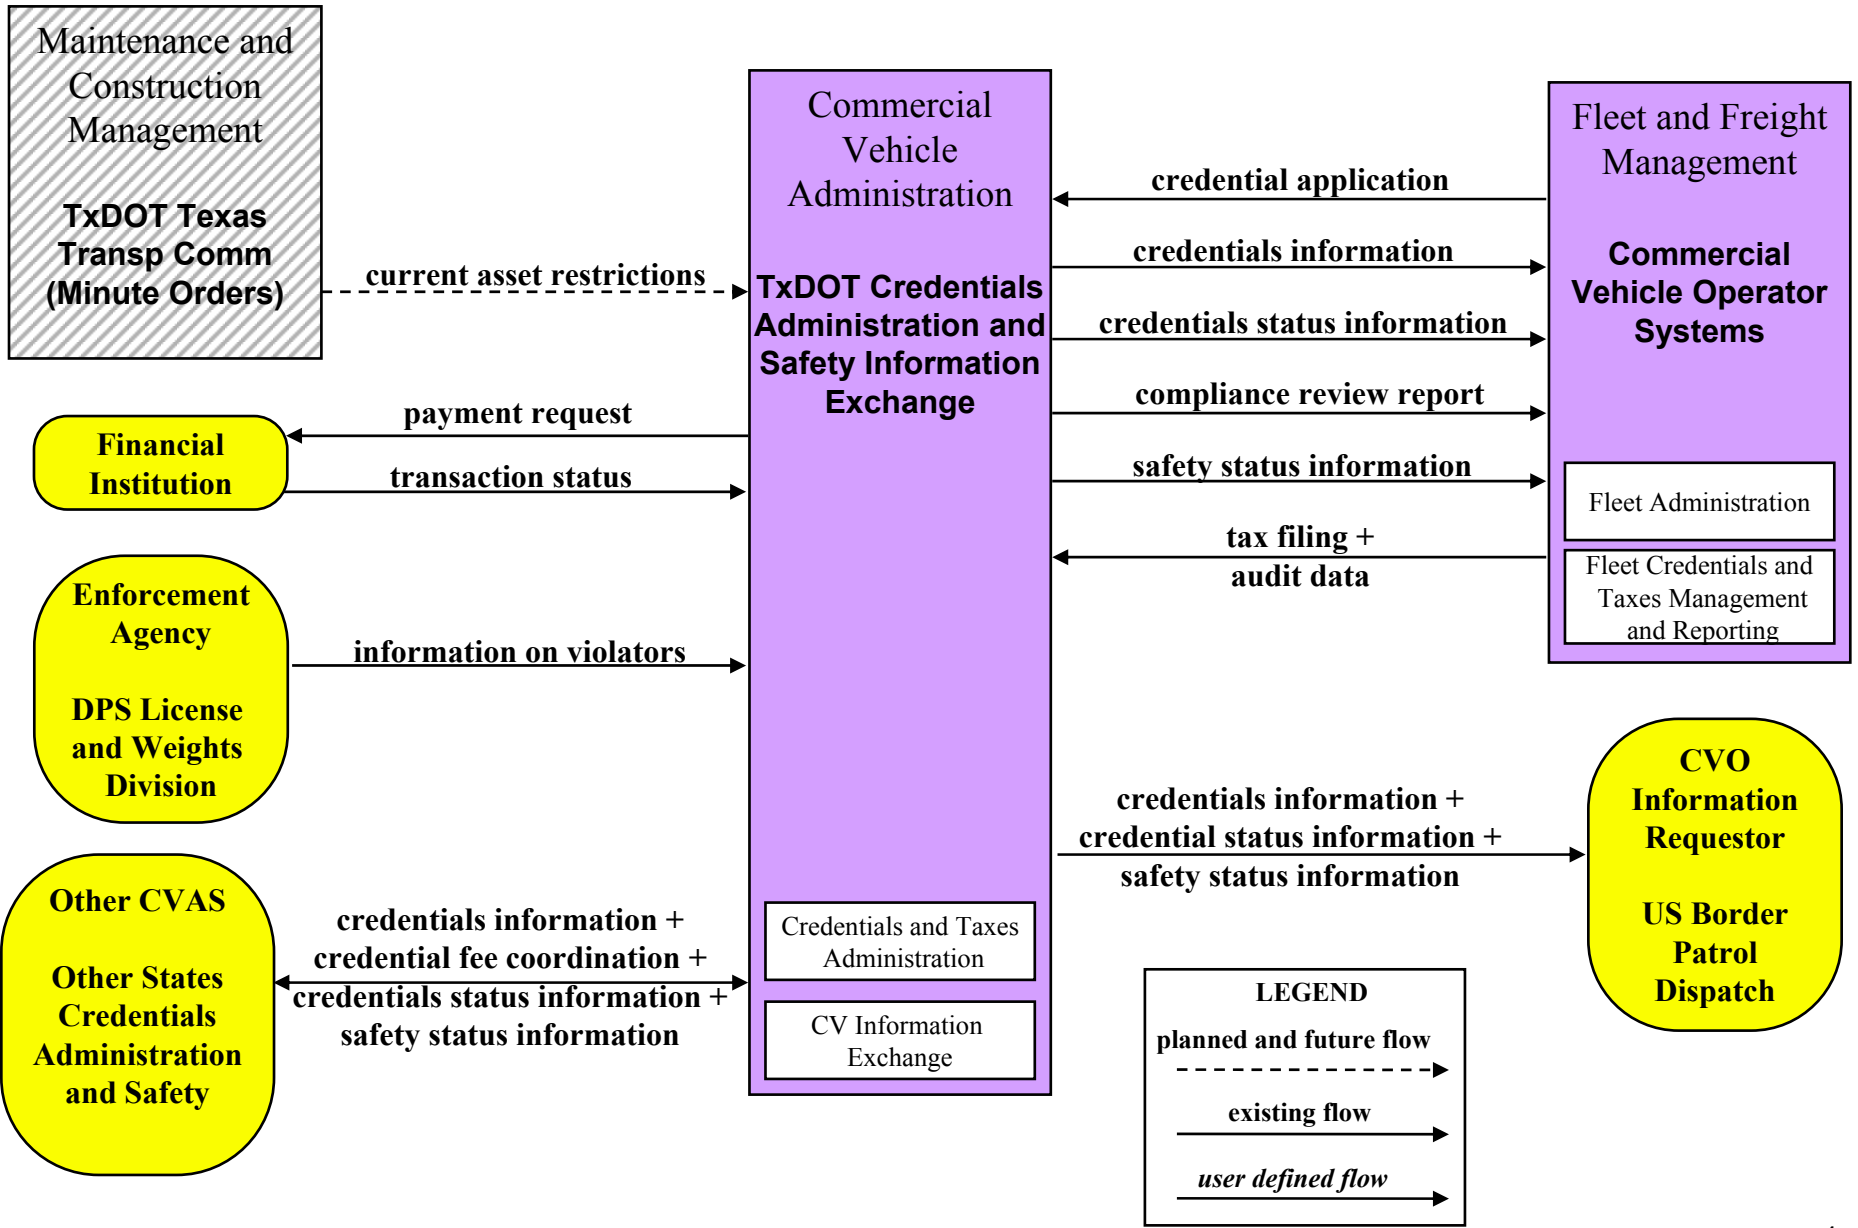 Maintenance and
Construction
Management
TxDOT Texas
Transp Comm
(Minute Orders)
current asset restrictions
Financial
Institution
payment request
transaction status
Enforcement
Agency
DPS License
and Weights
Division
information on violators
Other CVAS
Other States
Credentials
Administration
and Safety
credentials information +
credential fee coordination +
credentials status information +
safety status information
Commercial
Vehicle
Administration
TxDOT Credentials
Administration and
Safety Information
Exchange
Credentials and Taxes
Administration
CV Information
Exchange
credential application
credentials information
credentials status information
compliance review report
safety status information
tax filing +
audit data
Fleet and Freight
Management
Commercial
Vehicle Operator
Systems
Fleet Administration
Fleet Credentials and
Taxes Management
and Reporting
credentials information +
credential status information +
safety status information
CVO
Information
Requestor
US Border
Patrol
Dispatch
LEGEND
planned and future flow
existing flow
user defined flow